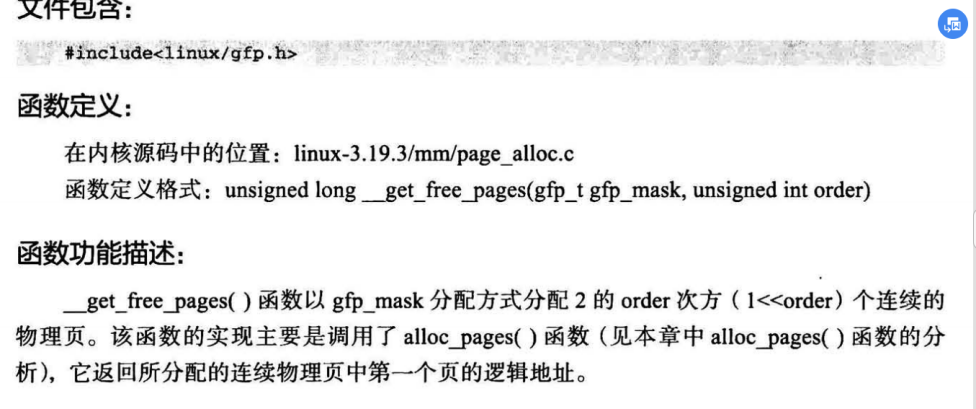 文件包含：
#include<linux/gfp.h>
函数定义：
在内核源码中的位置：linux-3.19.3/mm/page_alloc.c
函数定义格式：unsigned long __get_free_pages(gfp_t gfp_mask, unsigned int order)
函数功能描述：
__get_free_pages( ) 函数以 gfp_mask 分配方式分配 2 的 order 次方（1<<order）个连续的
物理页。该函数的实现主要是调用了 alloc_pages( ) 函数（见本章中 alloc_pages( ) 函数的分
析），它返回所分配的连续物理页中第一个页的逻辑地址。